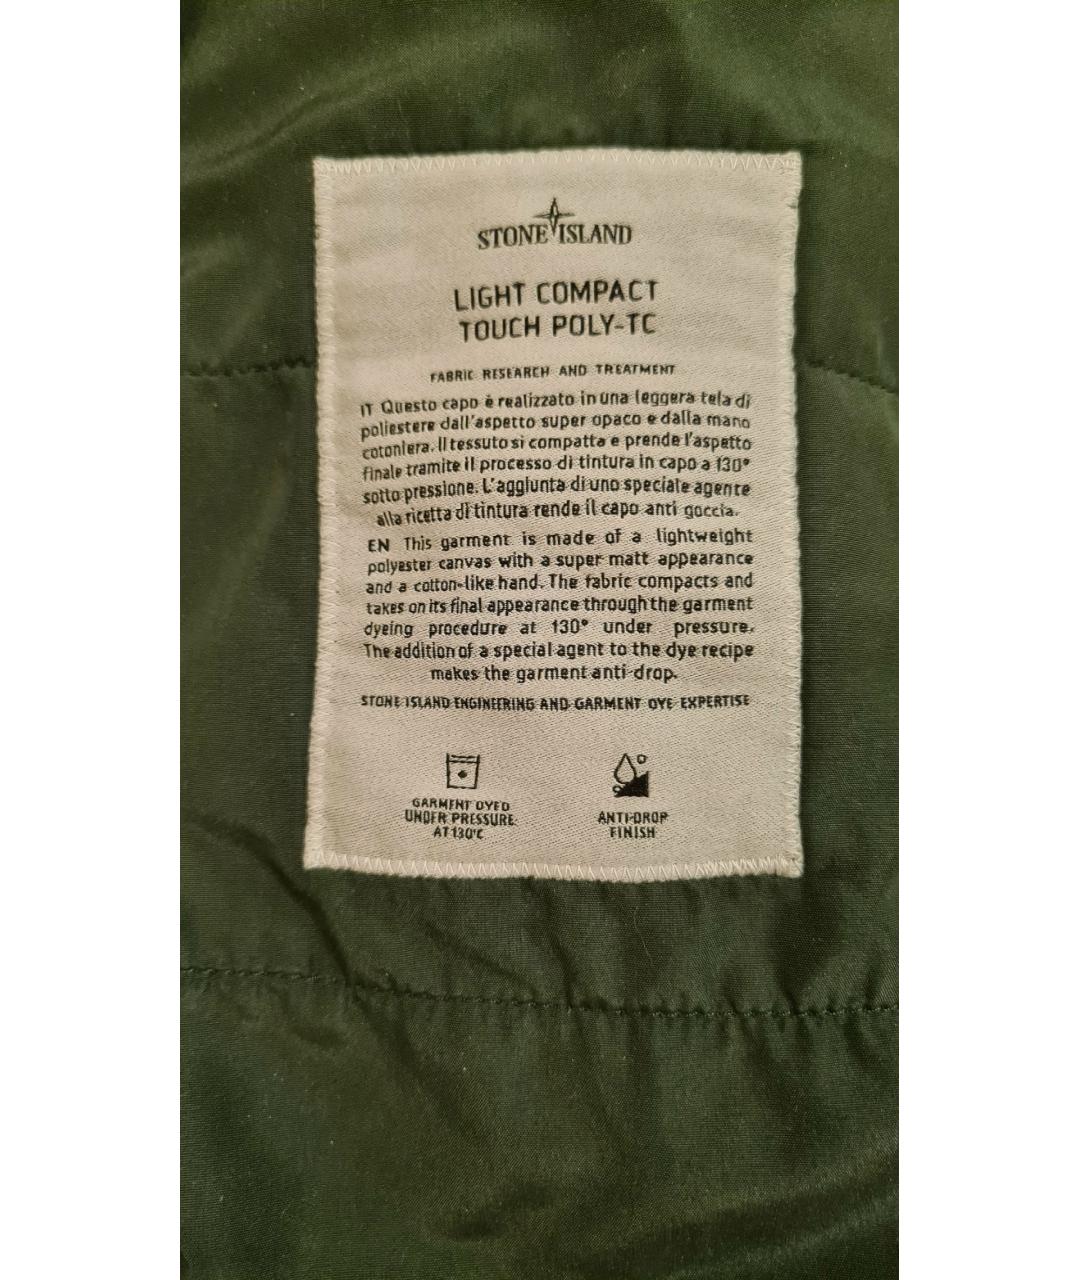 STONE ISLAND
LIGHT COMPACT
TOUCH POLY-TC
FABRIC RESEARCH AND TREATMENT
IT Questo capo è realizzato in una leggera tela di
poliestere dall'aspetto super opaco e dalla mano
cotoniera. Il tessuto si compatta e prende l'aspetto
finale tramite il processo di tintura in capo a 130°
sotto pressione. L'aggiunta di uno speciale agente
alla ricetta di tintura rende il capo anti goccia.
EN This garment is made of a lightweight
polyester canvas with a super matt appearance
and a cotton-like hand. The fabric compacts and
takes on its final appearance through the garment
dyeing procedure at 130° under pressure.
The addition of a special agent to the dye recipe
makes the garment anti-drop.
STONE ISLAND ENGINEERING AND GARMENT DYE EXPERTISE
GARMENT DYED
UNDER PRESSURE
AT 130°C
ANTI-DROP
FINISH